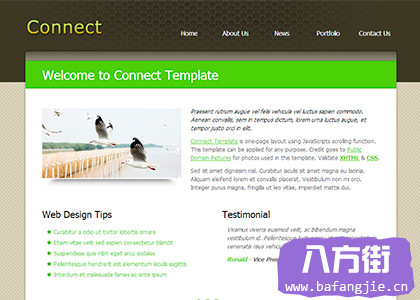 Connect
Home About Us News Portfolio Contact Us
Welcome to Connect Template
Praesent rutrum augue vel felis vehicula vel luctus sapien commodo.
Aenean convallis, sem in tempus dictum, lorem urna luctus augue, et
tempor justo orci in elit.
Connect Template is one-page layout using JavaScripts scrolling function.
This template can be applied for any purpose. Credit goes to Public
Domain Pictures for photos used in this template. Validate XHTML & CSS.
Sed sit amet dignissim nisl. Curabitur iaculis sit amet magna eu lacinia.
Aliquam eleifend lorem et convallis placerat. Vestibulum non mi orci.
Integer purus magna, fringilla ut leo vitae, imperdiet mattis dui.
Web Design Tips
Curabitur a odio ut tortor lobortis ornare
Etiam vitae velit sed sapien consectetur blandit
Suspendisse quis nibh eget arcu sodales
Pellentesque hendrerit est elementum iaculis sagittis
Interdum et malesuada fames ac ante ipsum
Testimonial
Vivamus viverra euismod velit, ac bibendum magna
vestibulum id. Pellentesque
Ronald - Vice Pres
八方街
www.bafangjie.cn